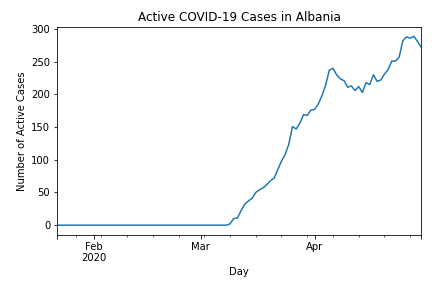 Active COVID-19 Cases in Albania
300
250
200
150
100
50
0
Number of Active Cases
Feb
2020
Mar
Apr
Day